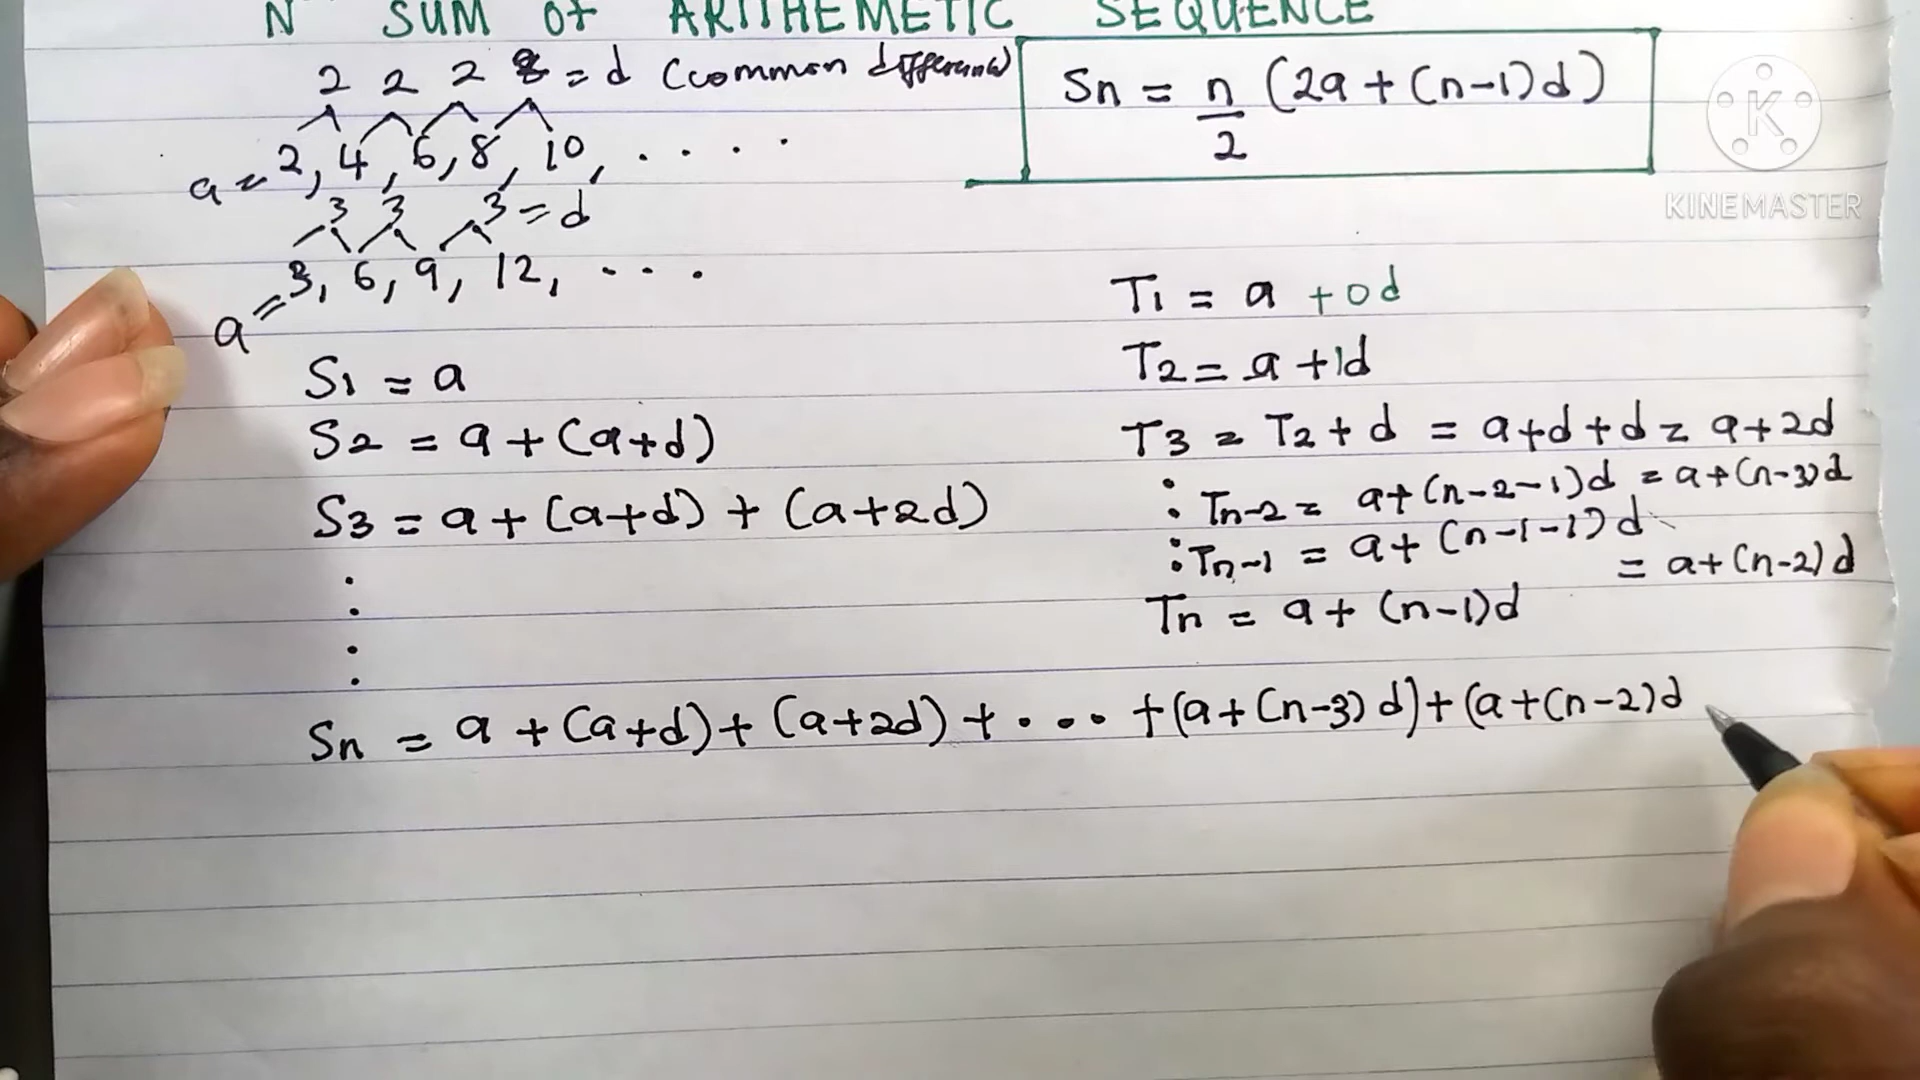 N SUM OF ARITHEMETIC SEQUENCE
2 2 2 2 = d (common difference)
a = 2, 4, 6, 8, 10, . . . .
3 3 3 = d
a = 3, 6, 9, 12, . . .
Sn = n/2 (2a + (n-1)d)
KINEMASTER
S1 = a
S2 = a + (a+d)
S3 = a + (a+d) + (a+2d)
Sn = a + (a+d) + (a+2d) + ... + (a+(n-3)d) + (a+(n-2)d
T1 = a + 0d
T2 = a + 1d
T3 = T2 + d = a+d+d = a+2d
: Tn-2 = a+(n-2-1)d = a+(n-3)d
: Tn-1 = a+(n-1-1)d
= a+(n-2)d
Tn = a + (n-1)d